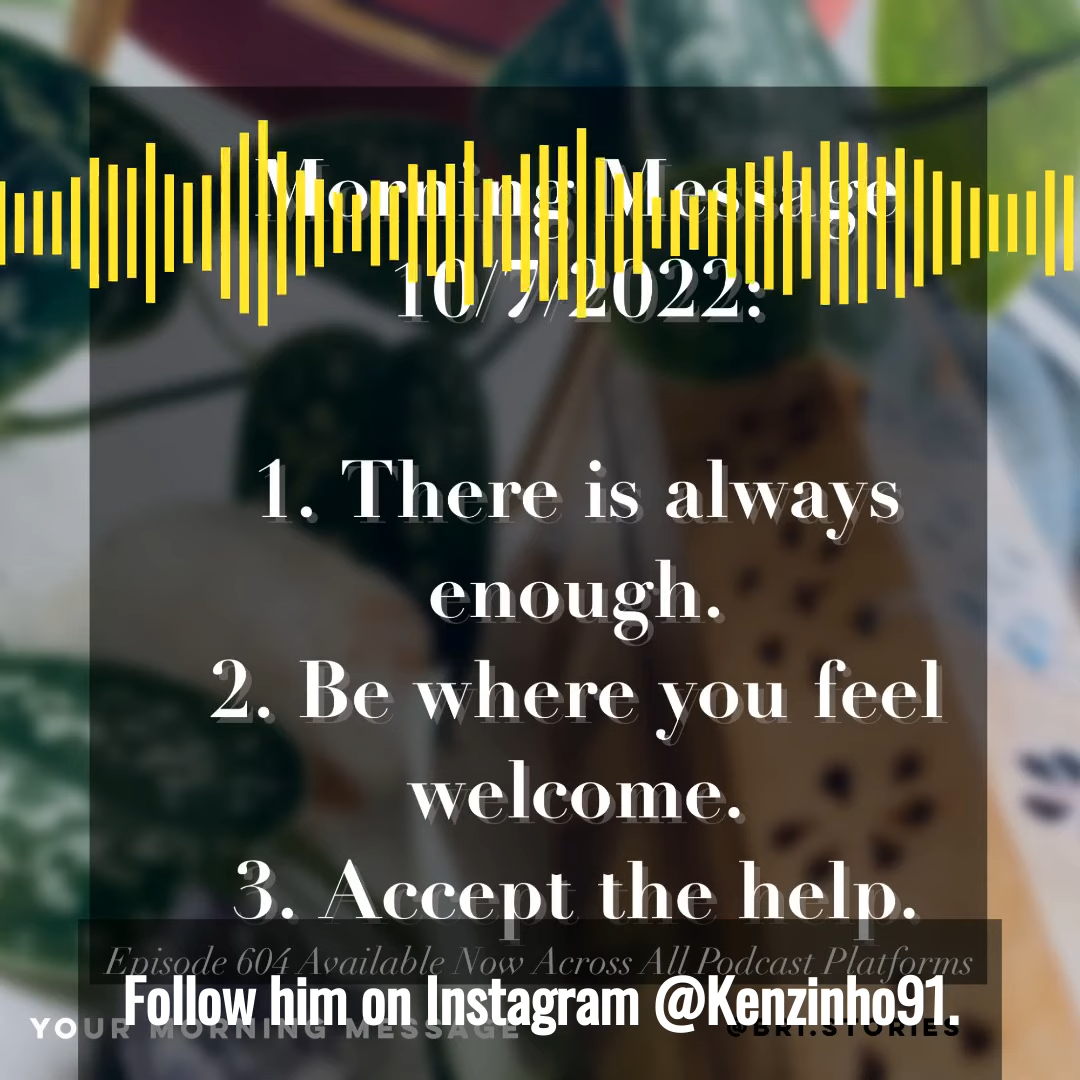 Morning Message
10/7/2022:
1. There is always
enough.
2. Be where you feel
welcome.
3. Accept the help.
Episode 604 Available Now Across All Podcast Platforms
Follow him on Instagram @Kenzinho91.
YOUR MORNING MESSAGE
@BRI.STORIES